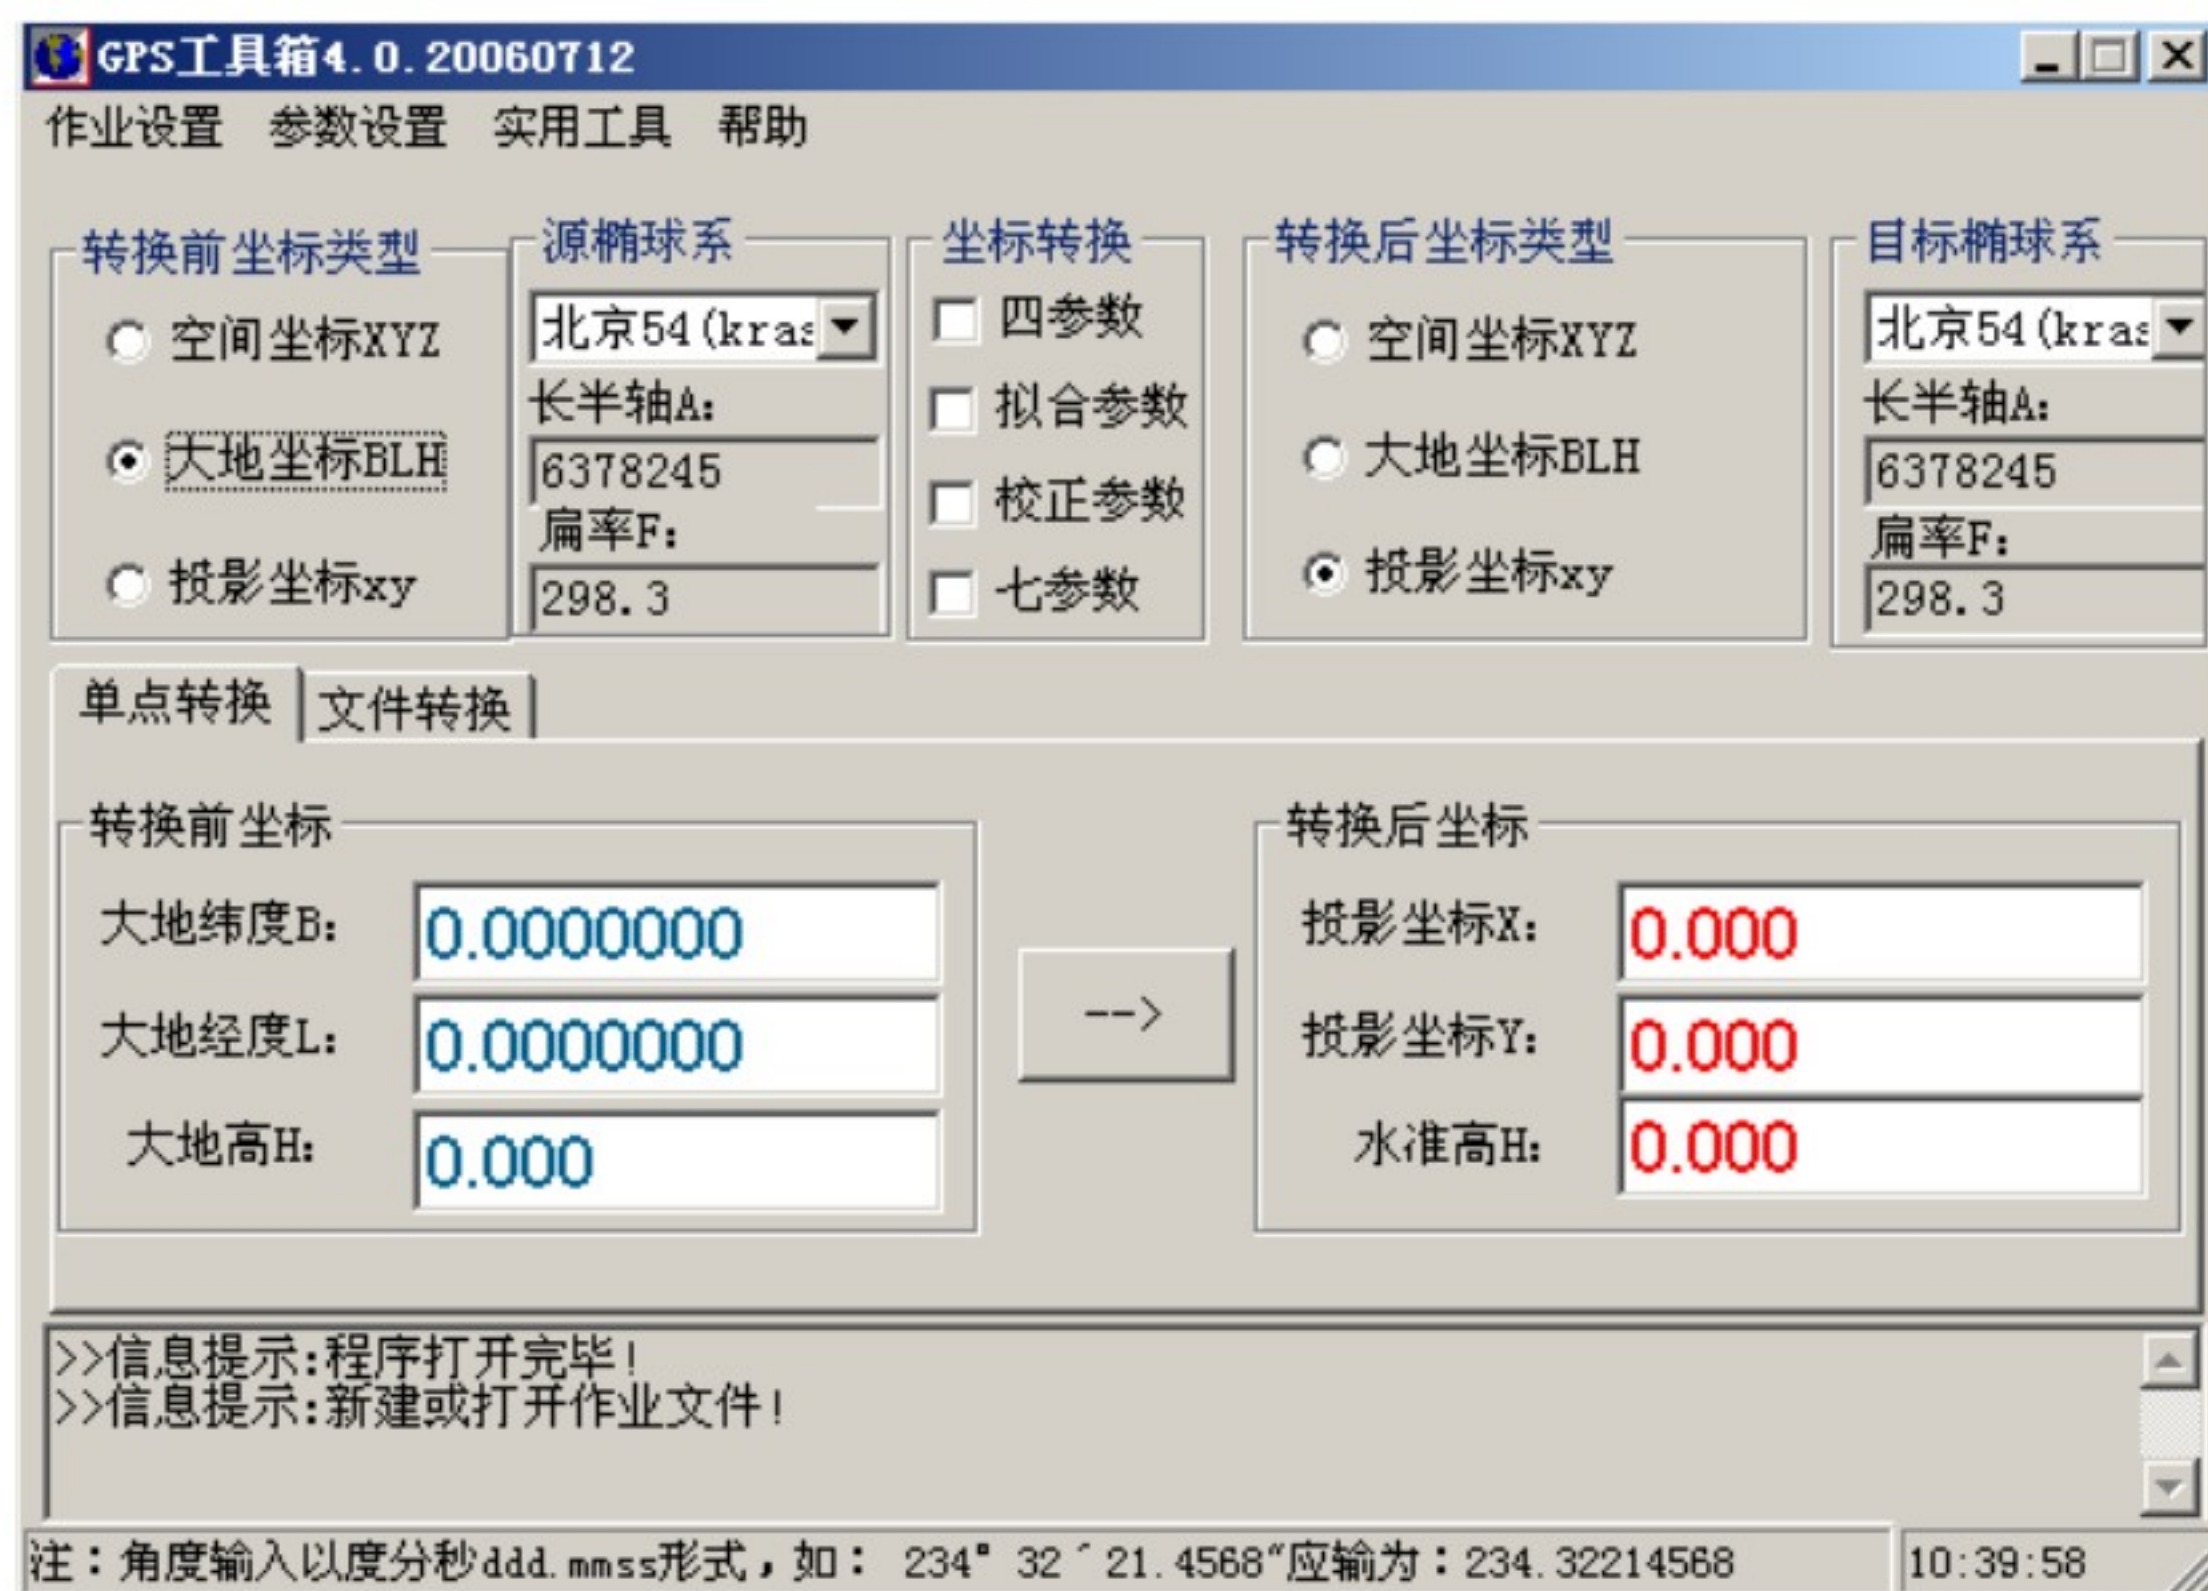 GPS工具箱4.0.20060712
作业设置 参数设置 实用工具 帮助
转换前坐标类型
空间坐标XYZ
大地坐标BLH
投影坐标xy
源椭球系
北京54(kras
长半轴A:
6378245
扁率F:
298.3
坐标转换
四参数
拟合参数
校正参数
七参数
转换后坐标类型
空间坐标XYZ
大地坐标BLH
投影坐标xy
目标椭球系
北京54(kras
长半轴A:
6378245
扁率F:
298.3
单点转换 文件转换
转换前坐标
大地纬度B: 0.0000000
大地经度L: 0.0000000
大地高H: 0.000
-->
转换后坐标
投影坐标X: 0.000
投影坐标Y: 0.000
水准高H: 0.000
>>信息提示:程序打开完毕!
>>信息提示:新建或打开作业文件!
注：角度输入以度分秒ddd.mmss形式，如： 234° 32′21.4568″应输为：234.32214568
10:39:58